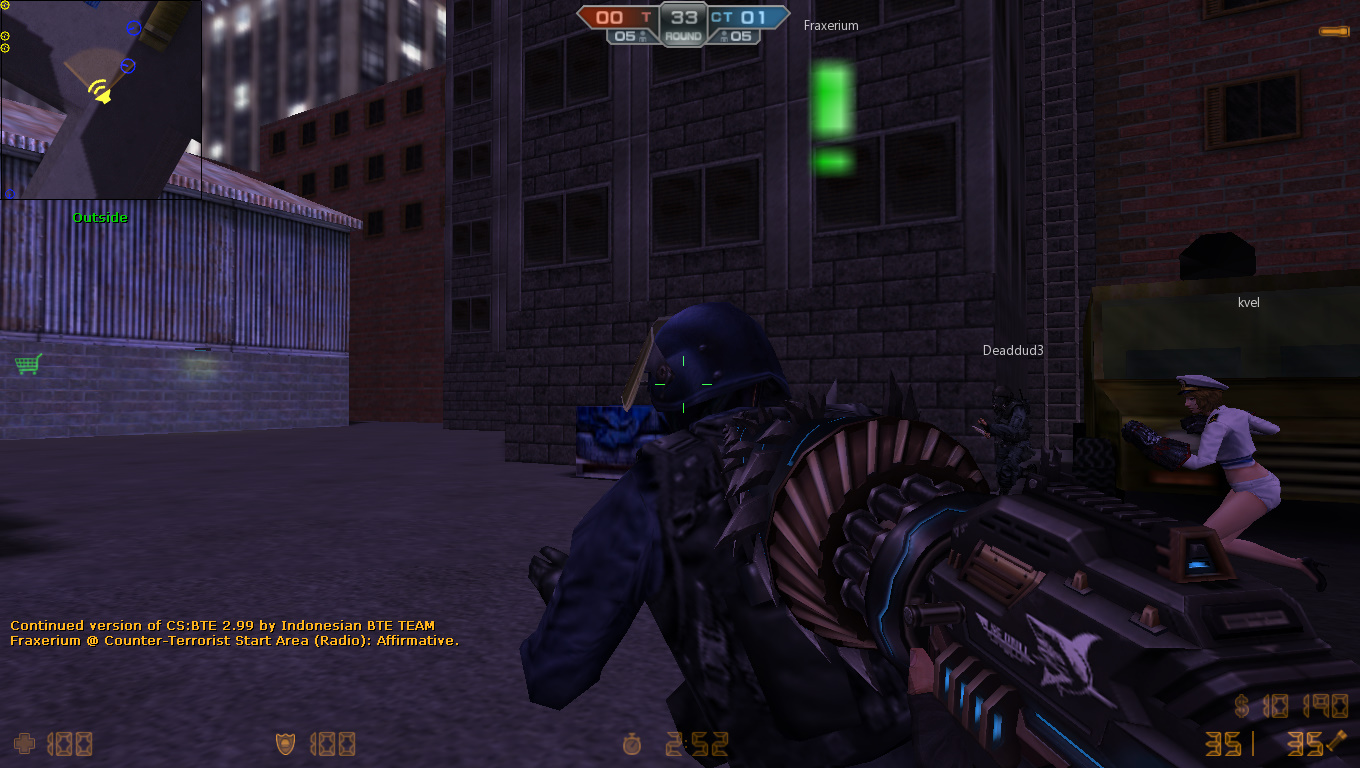 00 T 33 CT 01
05 ROUND 05
Fraxerium
Outside
kvel
Deaddud3
Continued version of CS:BTE 2.99 by Indonesian BTE TEAM
Fraxerium @ Counter-Terrorist Start Area (Radio): Affirmative.
$ 10 190
100 100 2:52 35 | 35